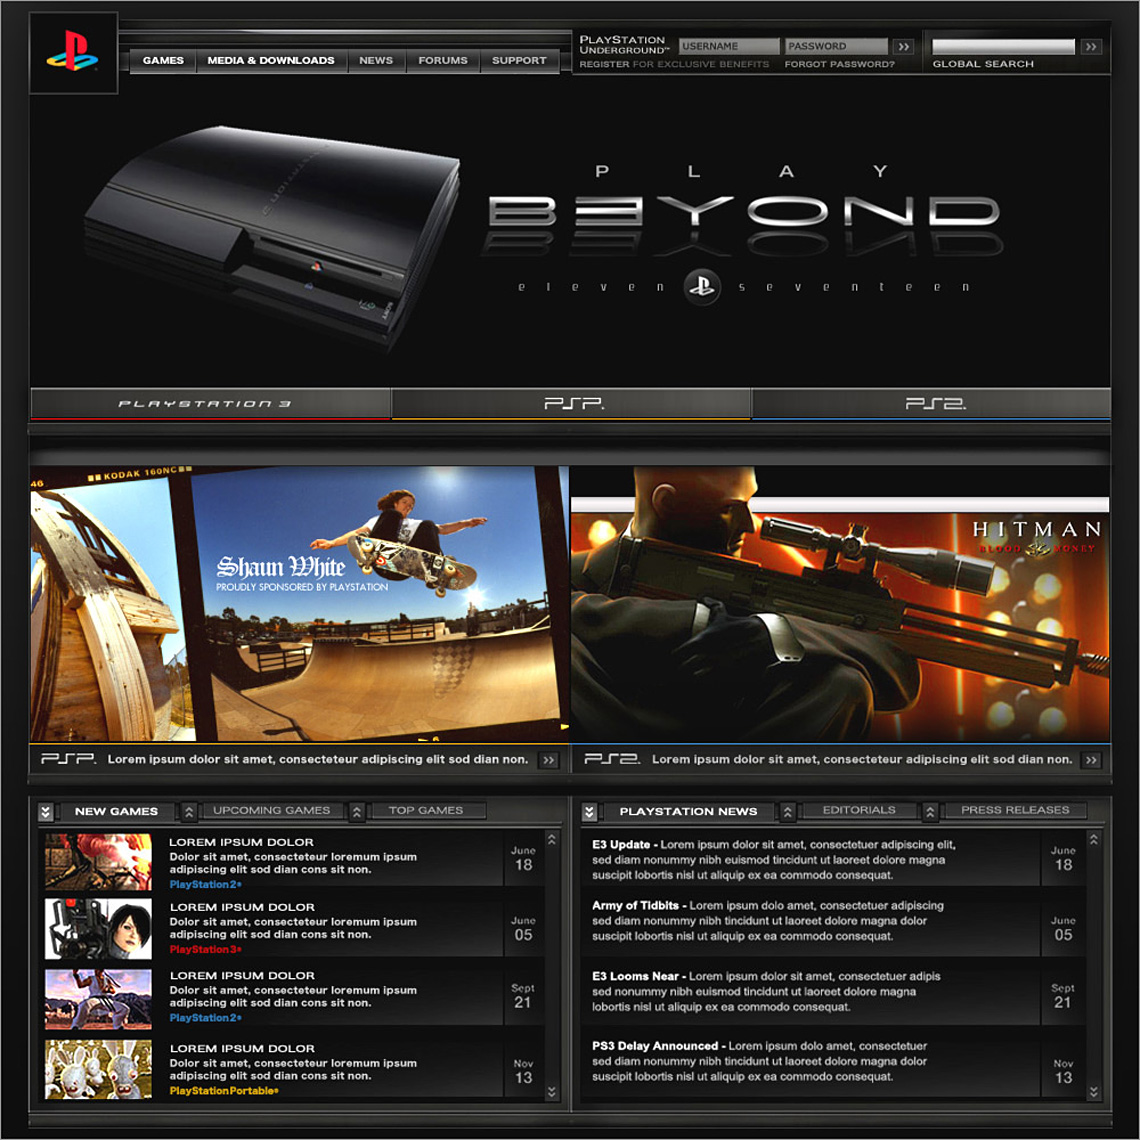 PLAYSTATION UNDERGROUND™
USERNAME
PASSWORD
GAMES
MEDIA & DOWNLOADS
NEWS
FORUMS
SUPPORT
REGISTER FOR EXCLUSIVE BENEFITS
FORGOT PASSWORD?
GLOBAL SEARCH
PLAY
BEYOND
eleven seventeen
PLAYSTATION 3
PSP.
PS2.
46
KODAK 160NC
Shaun White
PROUDLY SPONSORED BY PLAYSTATION
6
HITMAN
BLOOD MONEY
PSP. Lorem ipsum dolor sit amet, consecteteur adipiscing elit sod dian non.
PS2. Lorem ipsum dolor sit amet, consecteteur adipiscing elit sod dian non.
NEW GAMES
UPCOMING GAMES
TOP GAMES
LOREM IPSUM DOLOR
Dolor sit amet, consecteteur loremum ipsum
adipiscing elit sod dian sit non.
PlayStation2®
June
18
LOREM IPSUM DOLOR
Dolor sit amet, consecteteur loremum ipsum
adipiscing elit sod dian cons sit non.
PlayStation3®
June
05
LOREM IPSUM DOLOR
Dolor sit amet, consecteteur loremum ipsum
adipiscing elit sod dian cons sit non.
PlayStation2®
Sept
21
LOREM IPSUM DOLOR
Dolor sit amet, consecteteur loremum ipsum
adipiscing elit sod dian cons sit non.
PlayStationPortable®
Nov
13
PLAYSTATION NEWS
EDITORIALS
PRESS RELEASES
E3 Update - Lorem ipsum dolor sit amet, consectetuer adipiscing elit,
sed diam nonummy nibh euismod tincidunt ut laoreet dolore magna
suscipit lobortis nisl ut aliquip ex ea commodo consequat.
June
18
Army of Tidbits - Lorem ipsum dolo amet, consectetuer adipiscing
sed diam nonummy nibh tincidunt ut laoreet dolore magna dolor
suscipit lobortis nisl ut aliquip ex ea commodo consequat.
June
05
E3 Looms Near - Lorem ipsum dolor sit amet, consectetuer adipis
sed nonummy nibh euismod tincidunt ut laoreet dolore magna
lobortis nisl ut aliquip ex ea commodo consequat.
Sept
21
PS3 Delay Announced - Lorem ipsum dolo amet, consectetuer
sed diam nonummy nibh tincidunt ut laoreet dolore magna dolor
suscipit lobortis nisl ut aliquip ex ea commodo consequat.
Nov
13